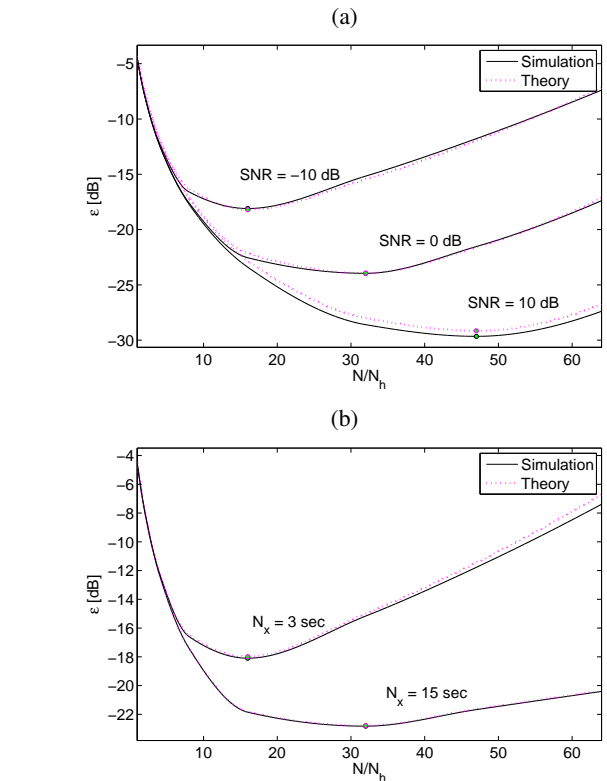 (a)
Simulation
Theory
−5
−10
−15
−20
−25
−30
ε [dB]
SNR = −10 dB
SNR = 0 dB
SNR = 10 dB
10 20 30 40 50 60
N/N_h
(b)
Simulation
Theory
−4
−6
−8
−10
−12
−14
−16
−18
−20
−22
ε [dB]
N_x = 3 sec
N_x = 15 sec
10 20 30 40 50 60
N/N_h